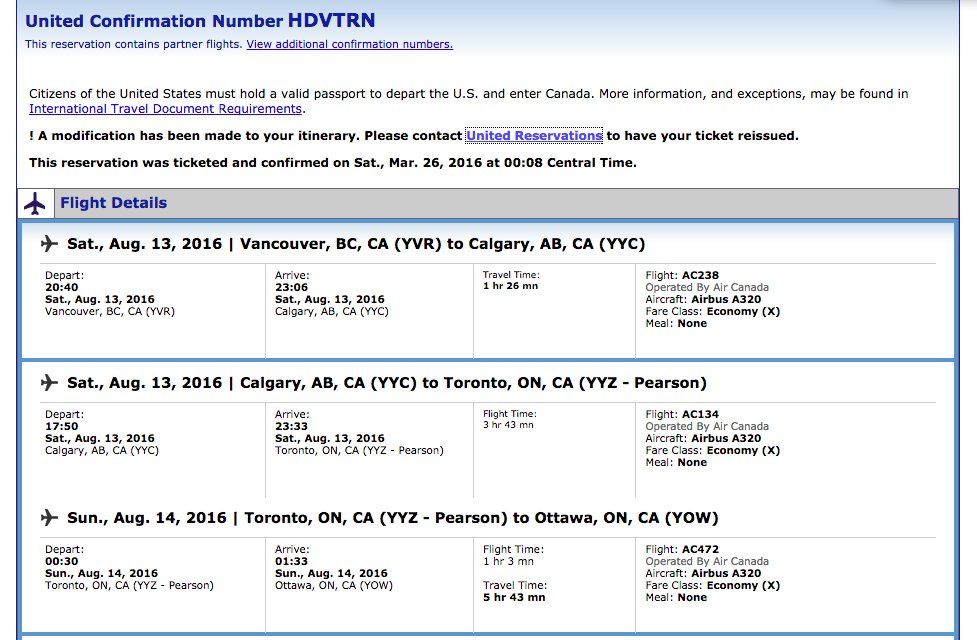 United Confirmation Number HDVTRN
This reservation contains partner flights. View additional confirmation numbers.
Citizens of the United States must hold a valid passport to depart the U.S. and enter Canada. More information, and exceptions, may be found in
International Travel Document Requirements.
! A modification has been made to your itinerary. Please contact United Reservations to have your ticket reissued.
This reservation was ticketed and confirmed on Sat., Mar. 26, 2016 at 00:08 Central Time.
Flight Details
Sat., Aug. 13, 2016 | Vancouver, BC, CA (YVR) to Calgary, AB, CA (YYC)
Depart:
20:40
Sat., Aug. 13, 2016
Vancouver, BC, CA (YVR)
Arrive:
23:06
Sat., Aug. 13, 2016
Calgary, AB, CA (YYC)
Travel Time:
1 hr 26 mn
Flight: AC238
Operated By Air Canada
Aircraft: Airbus A320
Fare Class: Economy (X)
Meal: None
Sat., Aug. 13, 2016 | Calgary, AB, CA (YYC) to Toronto, ON, CA (YYZ - Pearson)
Depart:
17:50
Sat., Aug. 13, 2016
Calgary, AB, CA (YYC)
Arrive:
23:33
Sat., Aug. 13, 2016
Toronto, ON, CA (YYZ - Pearson)
Flight Time:
3 hr 43 mn
Flight: AC134
Operated By Air Canada
Aircraft: Airbus A320
Fare Class: Economy (X)
Meal: None
Sun., Aug. 14, 2016 | Toronto, ON, CA (YYZ - Pearson) to Ottawa, ON, CA (YOW)
Depart:
00:30
Sun., Aug. 14, 2016
Toronto, ON, CA (YYZ - Pearson)
Arrive:
01:33
Sun., Aug. 14, 2016
Ottawa, ON, CA (YOW)
Flight Time:
1 hr 3 mn
Travel Time:
5 hr 43 mn
Flight: AC472
Operated By Air Canada
Aircraft: Airbus A320
Fare Class: Economy (X)
Meal: None